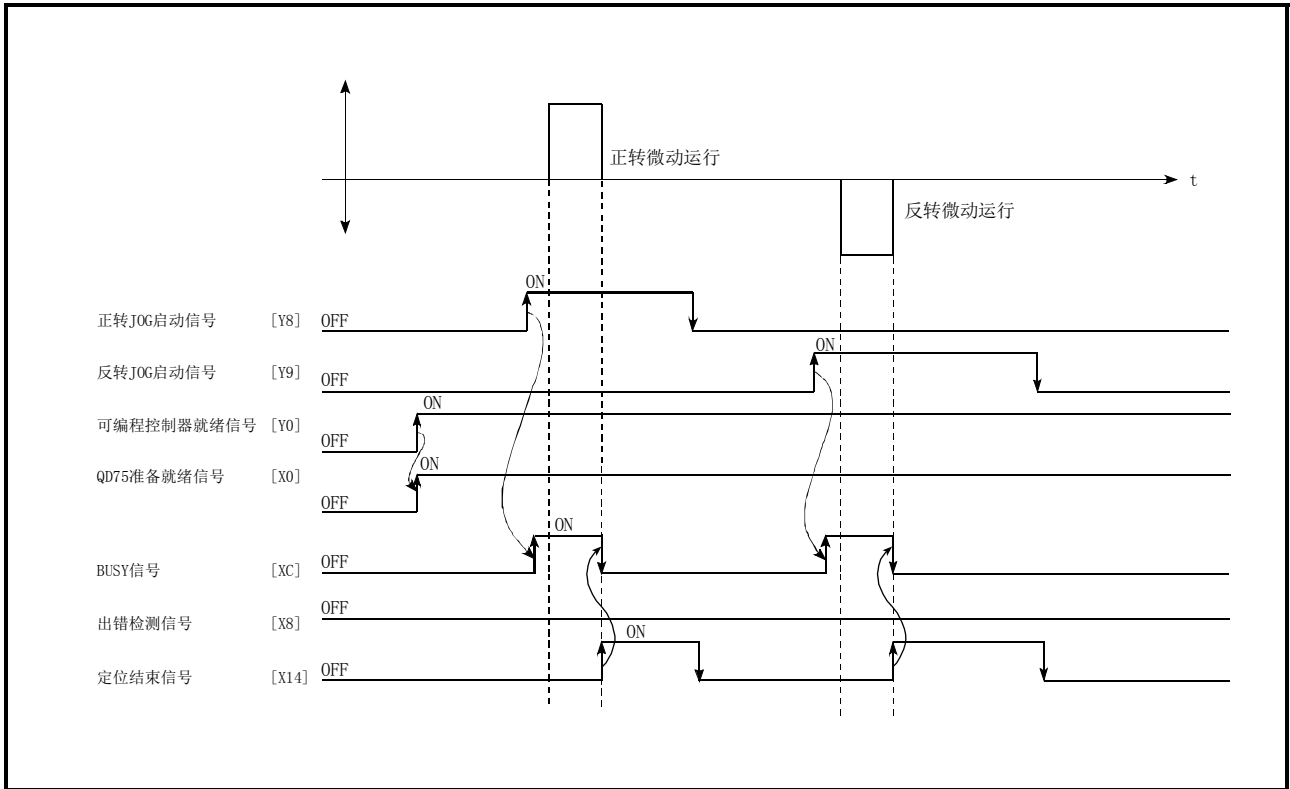 正转微动运行
t
反转微动运行
ON
正转JOG启动信号 [Y8] OFF
ON
反转JOG启动信号 [Y9] OFF
ON
可编程控制器就绪信号 [Y0] OFF
ON
QD75准备就绪信号 [X0] OFF
ON
BUSY信号 [XC] OFF
出错检测信号 [X8] OFF
ON
定位结束信号 [X14] OFF